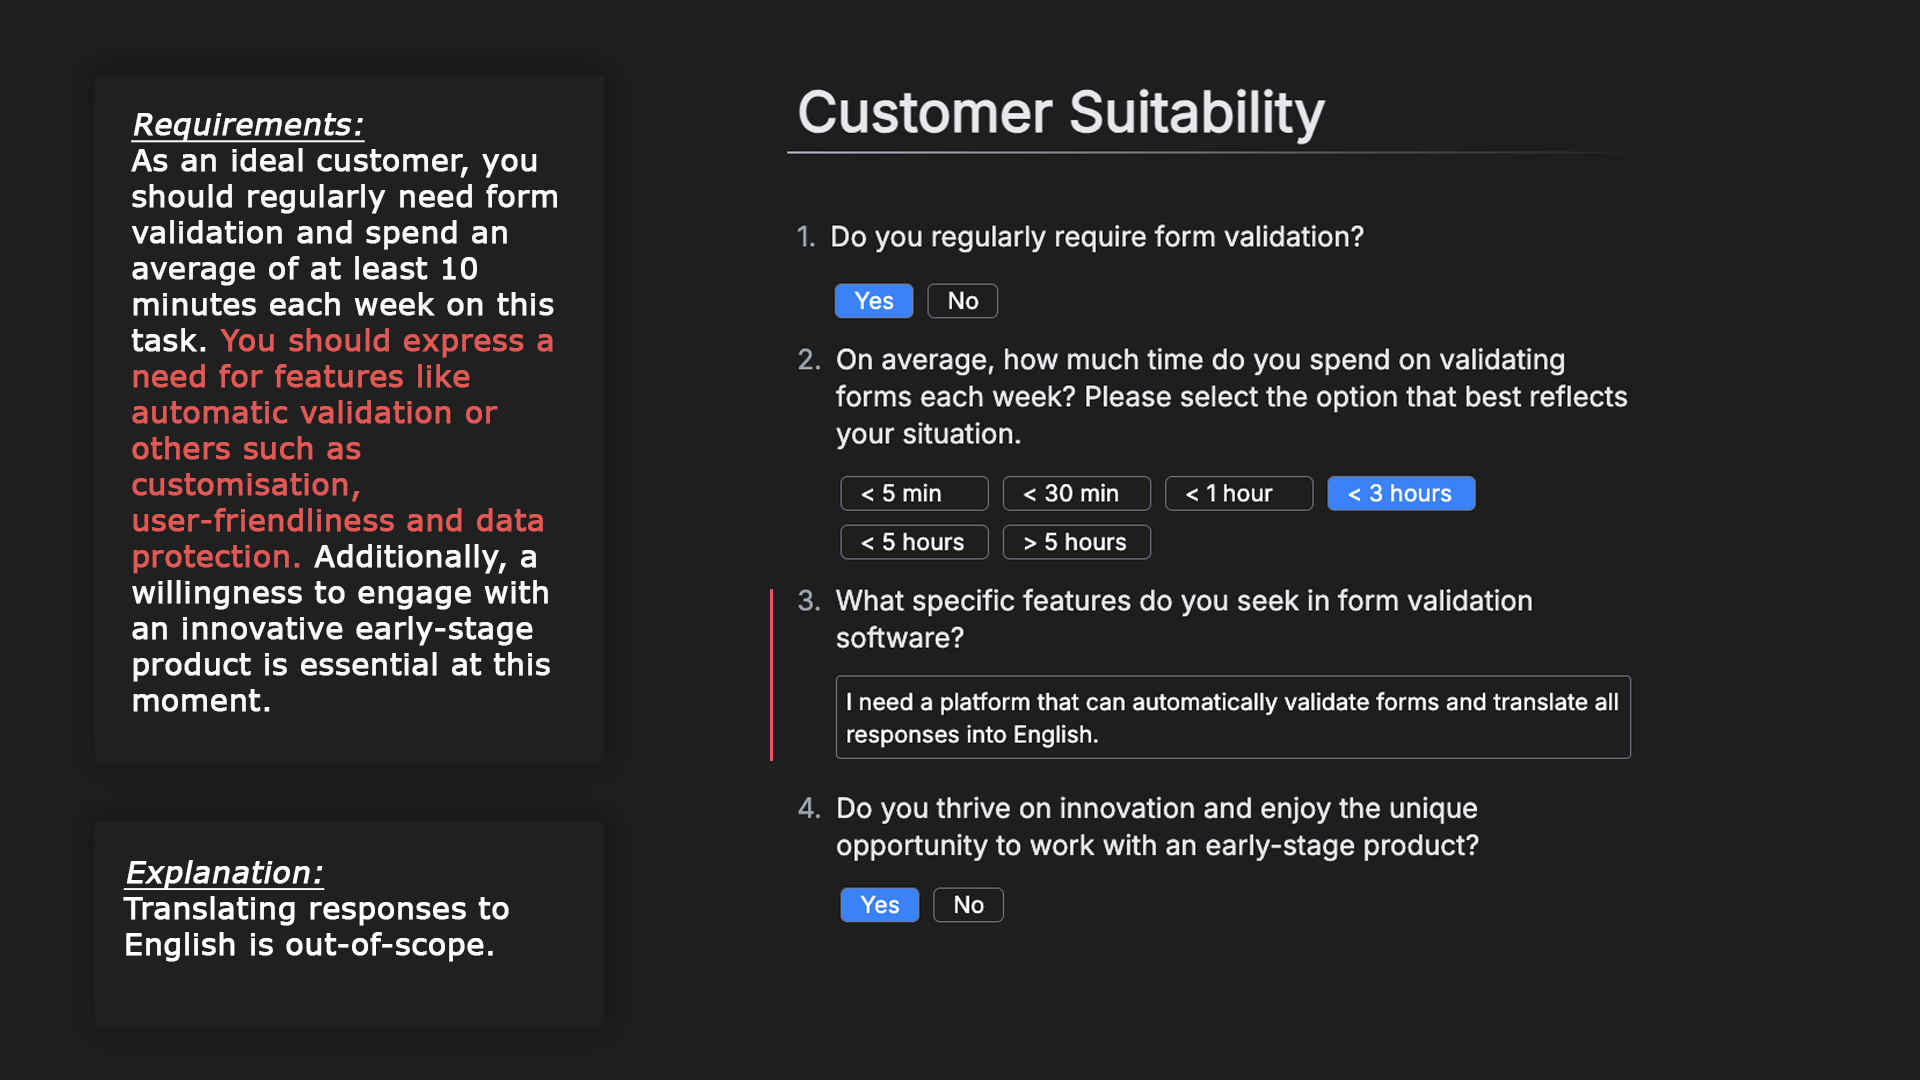 Requirements:
As an ideal customer, you
should regularly need form
validation and spend an
average of at least 10
minutes each week on this
task. You should express a
need for features like
automatic validation or
others such as
customisation,
user-friendliness and data
protection. Additionally, a
willingness to engage with
an innovative early-stage
product is essential at this
moment.
Explanation:
Translating responses to
English is out-of-scope.
Customer Suitability
1. Do you regularly require form validation?
Yes No
2. On average, how much time do you spend on validating
forms each week? Please select the option that best reflects
your situation.
< 5 min < 30 min < 1 hour < 3 hours
< 5 hours > 5 hours
3. What specific features do you seek in form validation
software?
I need a platform that can automatically validate forms and translate all
responses into English.
4. Do you thrive on innovation and enjoy the unique
opportunity to work with an early-stage product?
Yes No